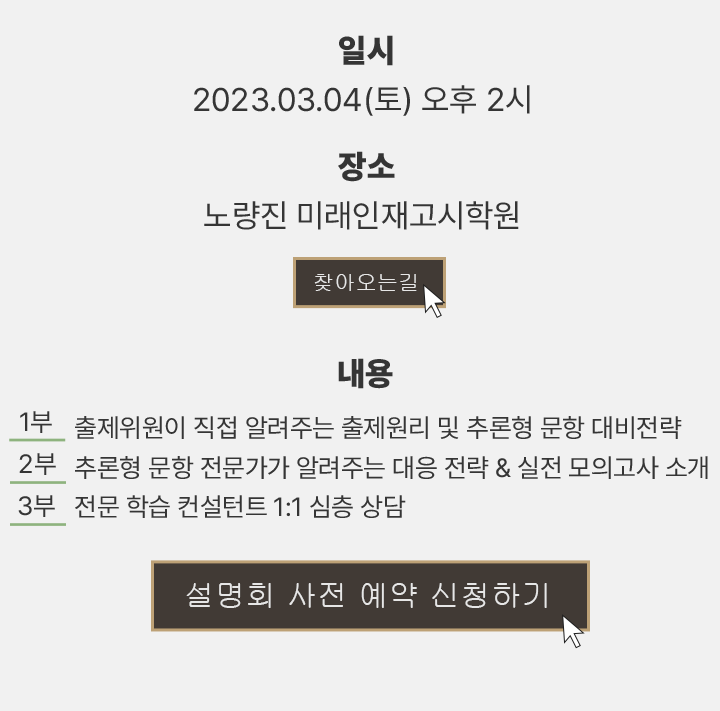 일시
2023.03.04(토) 오후 2시
장소
노량진 미래인재고시학원
찾아오는길
내용
1부 출제위원이 직접 알려주는 출제원리 및 추론형 문항 대비전략
2부 추론형 문항 전문가가 알려주는 대응 전략 & 실전 모의고사 소개
3부 전문 학습 컨설턴트 1:1 심층 상담
설명회 사전 예약 신청하기